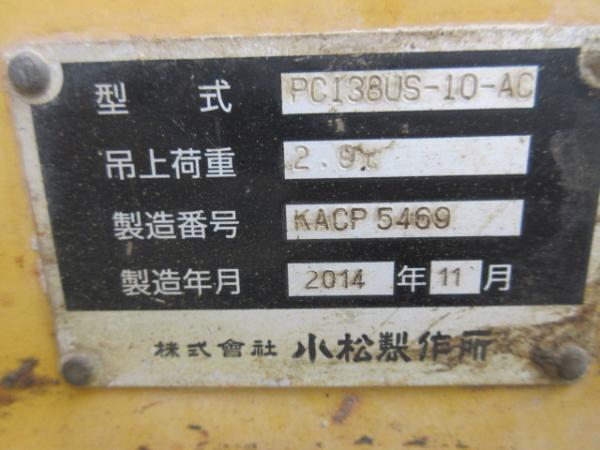 型 式 PC138US-10-AC
吊上荷重 2.9t
製造番号 KACP 5469
製造年月 2014 年 11 月
株式會社 小松製作所